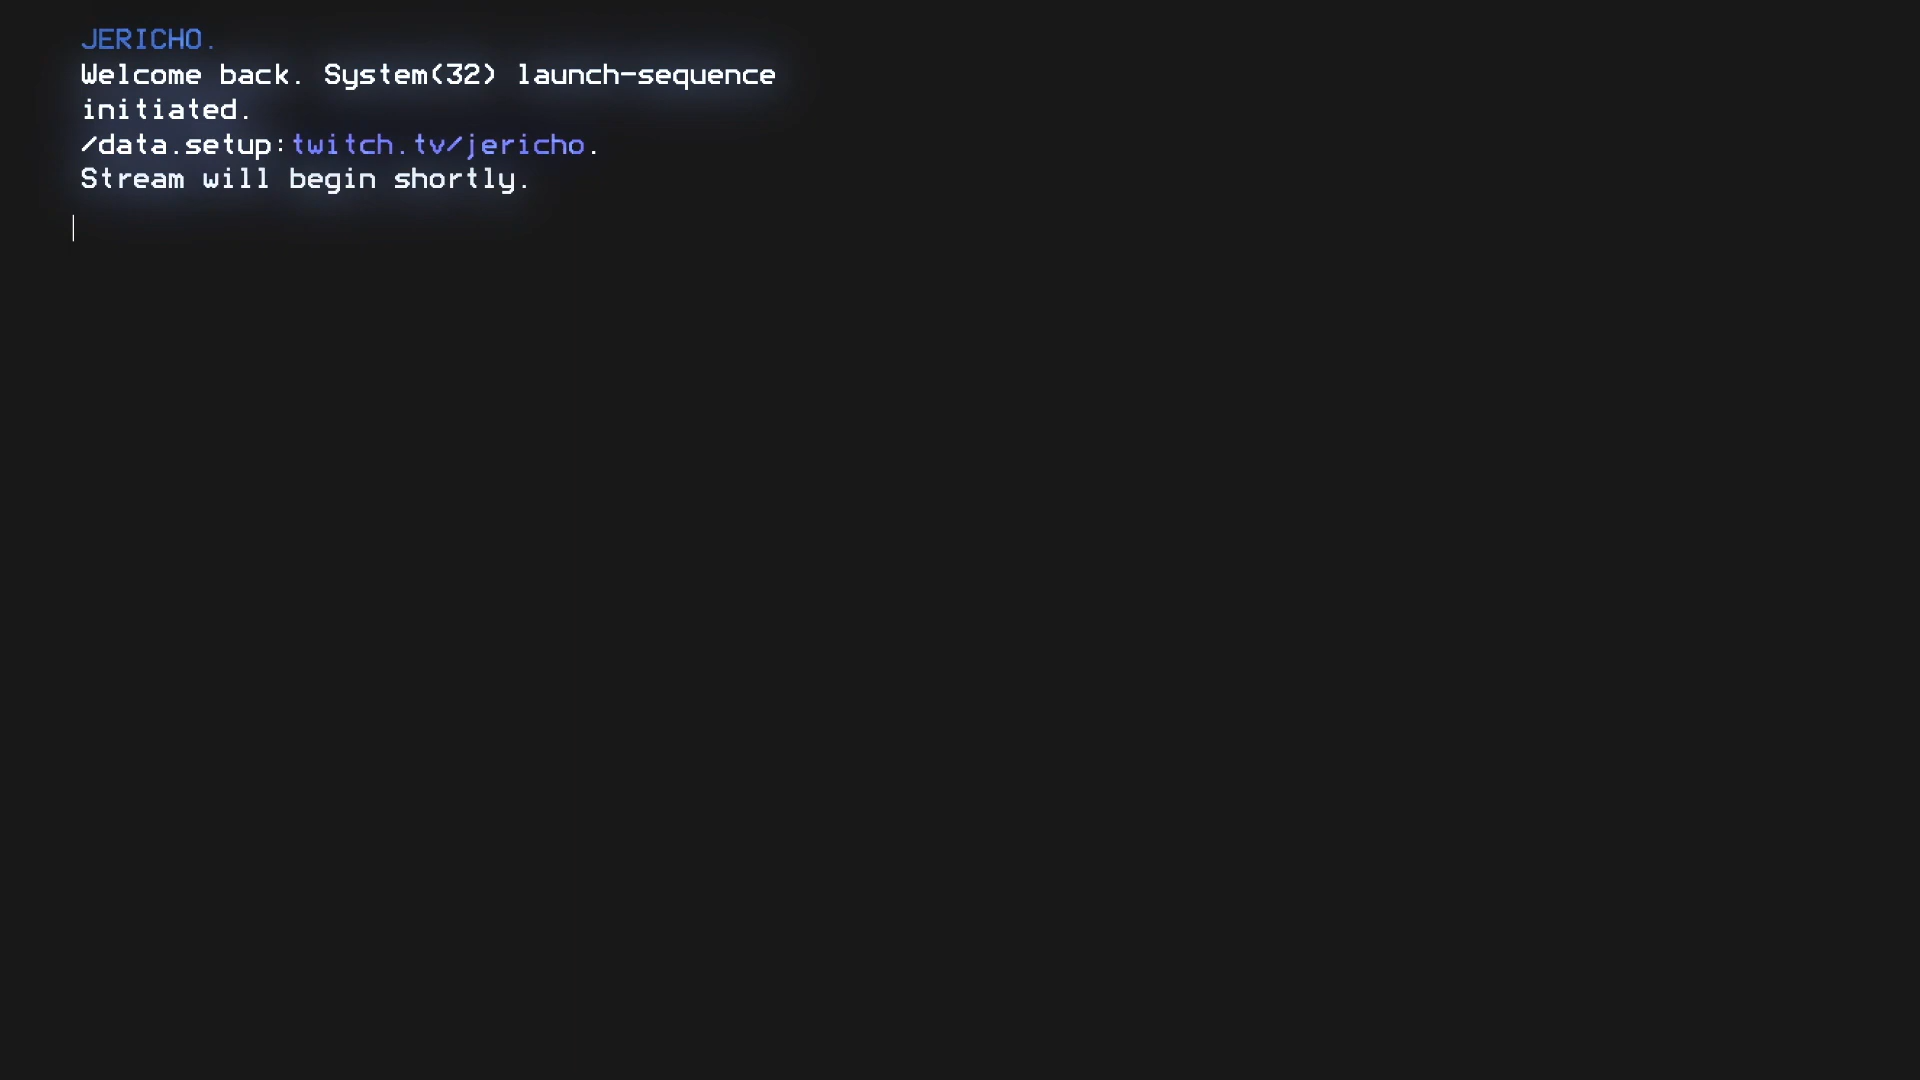 JERICHO.
Welcome back. System(32) launch-sequence
initiated.
/data.setup:twitch.tv/jericho.
Stream will begin shortly.